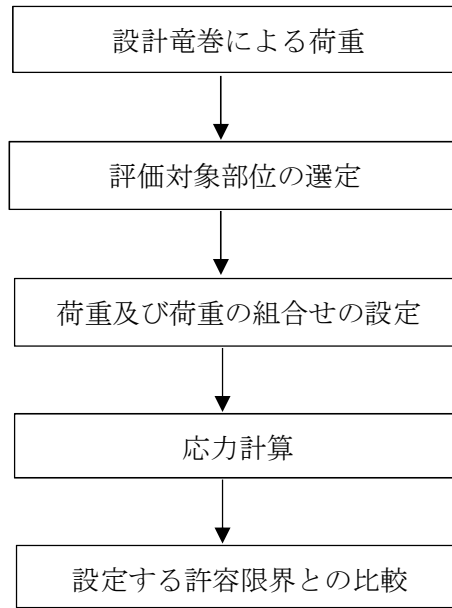 設計竜巻による荷重
評価対象部位の選定
荷重及び荷重の組合せの設定
応力計算
設定する許容限界との比較